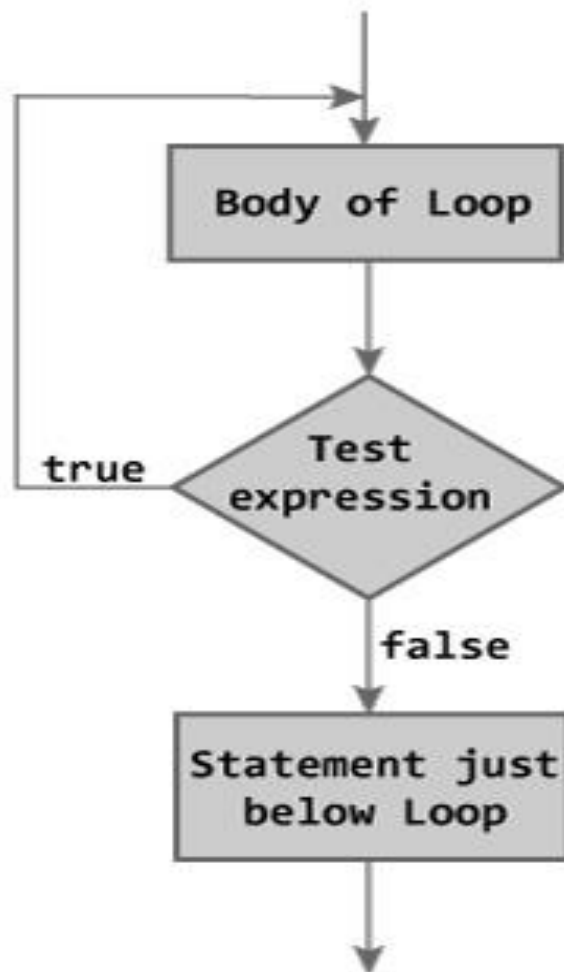 Body of Loop
Test
expression
true
false
Statement just
below Loop